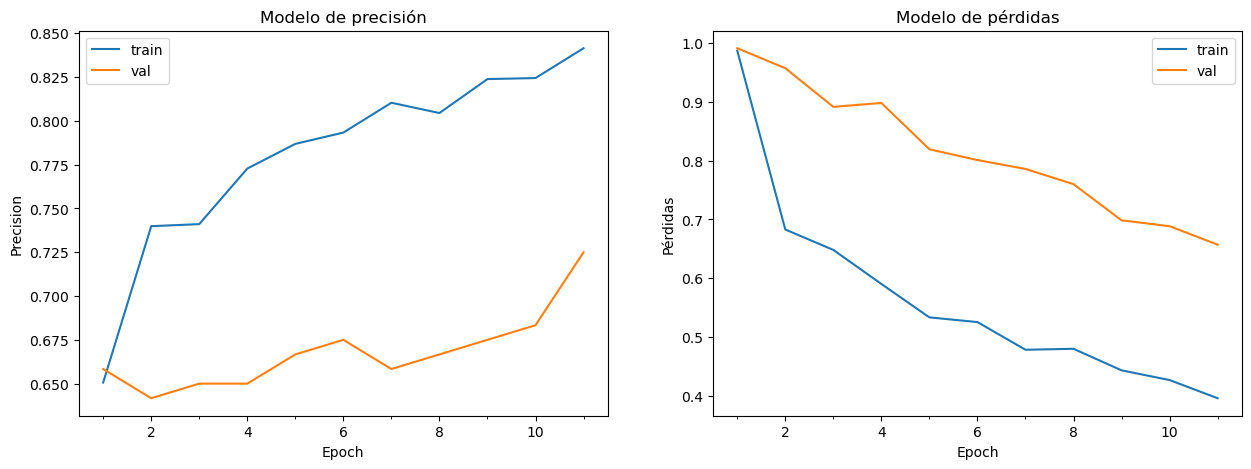 Modelo de precisión
0.850
0.825
0.800
0.775
0.750
0.725
0.700
0.675
0.650
Precision
train
val
2 4 6 8 10
Epoch
Modelo de pérdidas
1.0
0.9
0.8
0.7
0.6
0.5
0.4
Pérdidas
train
val
2 4 6 8 10
Epoch